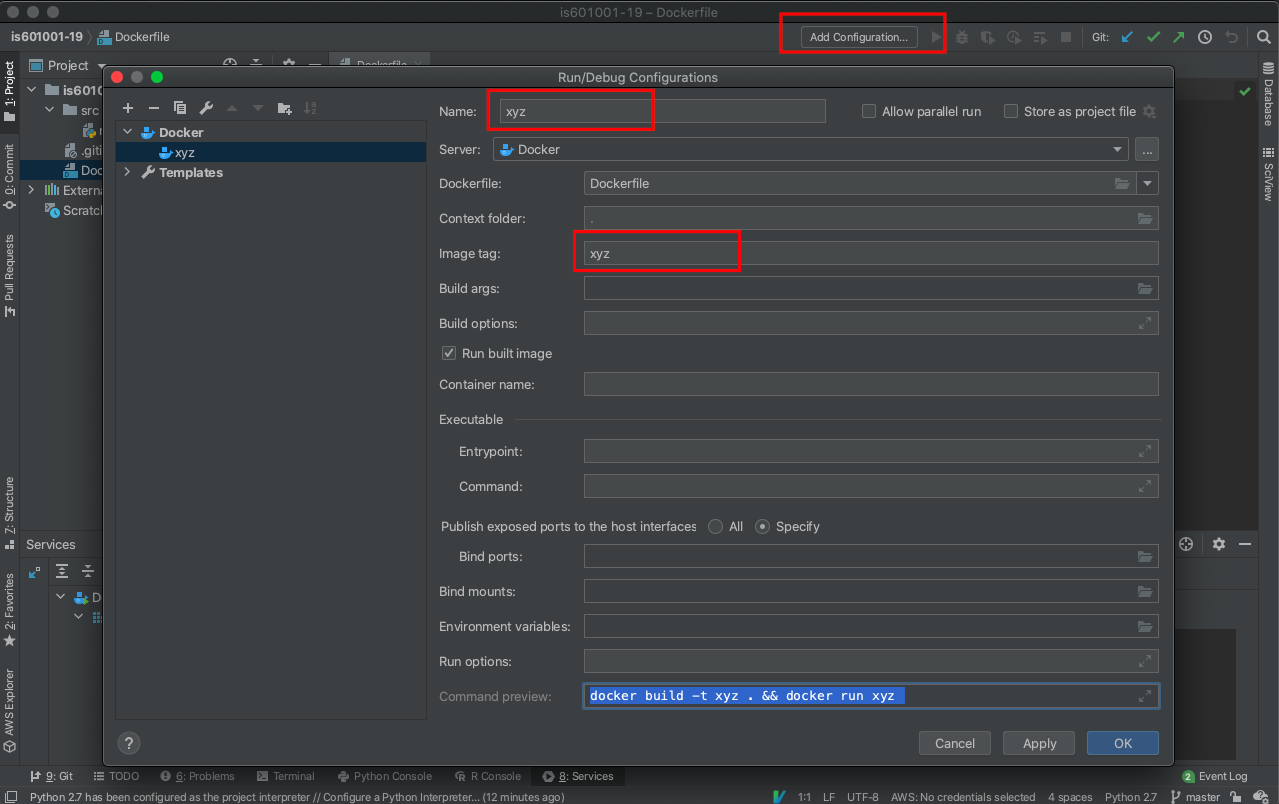 is601001-19 – Dockerfile
is601001-19 Dockerfile
Add Configuration...
Git:
Project
Dockerfile
1: Project
0: Commit
Pull Requests
7: Structure
2: Favorites
AWS Explorer
Database
SciView
is601
src
.giti
Doc
Externa
Scratch
Services
D
Run/Debug Configurations
Docker
xyz
Templates
Name: xyz
Allow parallel run
Store as project file
Server: Docker
...
Dockerfile: Dockerfile
Context folder: .
Image tag: xyz
Build args:
Build options:
Run built image
Container name:
Executable
Entrypoint:
Command:
Publish exposed ports to the host interfaces All Specify
Bind ports:
Bind mounts:
Environment variables:
Run options:
Command preview: docker build -t xyz . && docker run xyz
?
Cancel
Apply
OK
9: Git
TODO
6: Problems
Terminal
Python Console
R Console
8: Services
2 Event Log
Python 2.7 has been configured as the project interpreter // Configure a Python Interpreter... (12 minutes ago)
1:1 LF UTF-8 AWS: No credentials selected 4 spaces Python 2.7 master